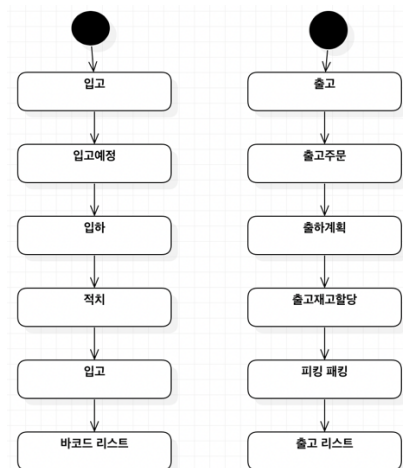 입고
입고예정
입하
적치
입고
바코드 리스트
출고
출고주문
출하계획
출고재고할당
피킹 패킹
출고 리스트